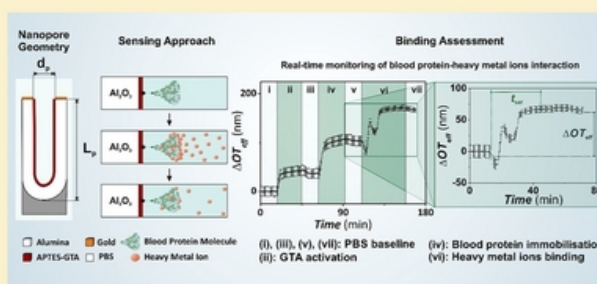 Nanopore Geometry
dp
Lp
Sensing Approach
Al₂O₃
Al₂O₃
Al₂O₃
Alumina
Gold
Blood Protein Molecule
APTES-GTA
PBS
Heavy Metal Ion
Binding Assessment
Real-time monitoring of blood protein-heavy metal ions interaction
i ii iii iv v vi vii
ΔOTeff (nm)
200
0
0 90 180
Time (min)
ΔOTeff (nm)
100
50
0
-50
0 40 8
Time (min)
ΔOTeff
(i), (iii), (v), (vii): PBS baseline
(ii): GTA activation
(iv): Blood protein immobilisatio
(vi): Heavy metal ions binding